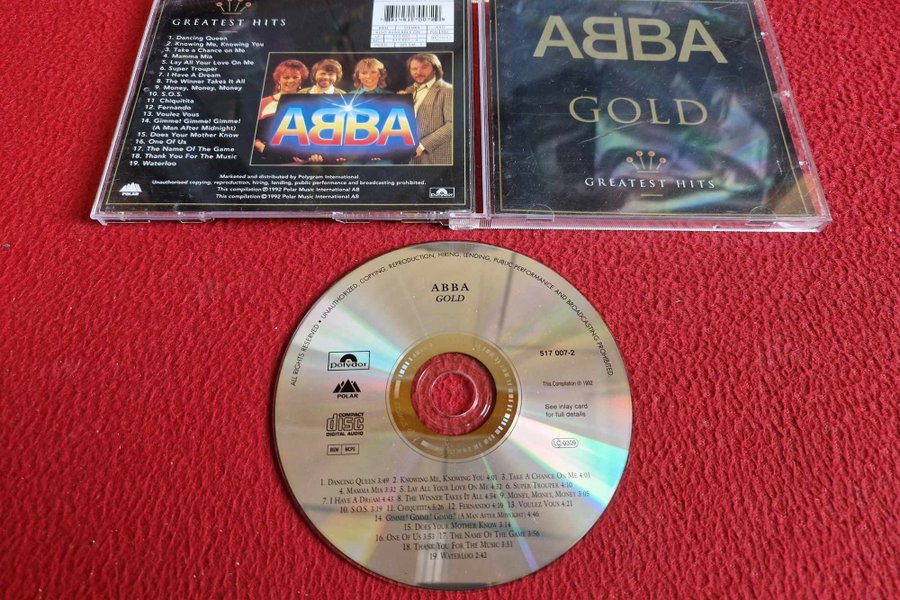 GREATEST HITS
1. Dancing Queen
2. Knowing Me, Knowing You
3. Take a Chance on Me
4. Mamma Mia
5. Lay All Your Love On Me
6. Super Trouper
7. I Have A Dream
8. The Winner Takes It All
9. Money, Money, Money
10. S.O.S.
11 Chiquitita
12. Fernando
13. Voulez Vous
14. Gimme! Gimme! Gimme!
(A Man After Midnight)
15. Does Your Mother Know
16. One Of Us
17. The Name Of The Game
18. Thank You For The Music
19. Waterloo
ABBA
Marketed and distributed by Polygram International.
Unauthorised copying, reproduction, hiring, lending, public performance and broadcasting prohibited.
This compilation ℗ 1992 Polar Music International AB
This compilation © 1992 Polar Music International AB
POLAR
polydor
ABBA
GOLD
GREATEST HITS
ALL RIGHTS RESERVED • UNAUTHORIZED, COPYING, REPRODUCTION, HIRING, LENDING, PUBLIC PERFORMANCE AND BROADCASTING PROHIBITED.
ABBA
GOLD
polydor
POLAR
COMPACT
disc
DIGITAL AUDIO
BIEM MCPS
517 007-2
This Compilation ℗ 1992
See inlay card
for full details
LC 0309
1. DANCING QUEEN 3:49 2. KNOWING ME, KNOWING YOU 4:01 3. TAKE A CHANCE ON ME 4:01
4. MAMMA MIA 3:32 5. LAY ALL YOUR LOVE ON ME 4:32 6. SUPER TROUPER 4:10
7. I HAVE A DREAM 4:43 8. THE WINNER TAKES IT ALL 4:54 9. MONEY, MONEY, MONEY 3:05
10. S.O.S. 3:19 11. CHIQUITITA 5:26 12. FERNANDO 4:10 13. VOULEZ VOUS 4:21
14. GIMME! GIMME! GIMME! (A MAN AFTER MIDNIGHT) 4:46
15. DOES YOUR MOTHER KNOW 3:14
16. ONE OF US 3:53 17. THE NAME OF THE GAME 3:56
18. THANK YOU FOR THE MUSIC 3:51
19. WATERLOO 2:42